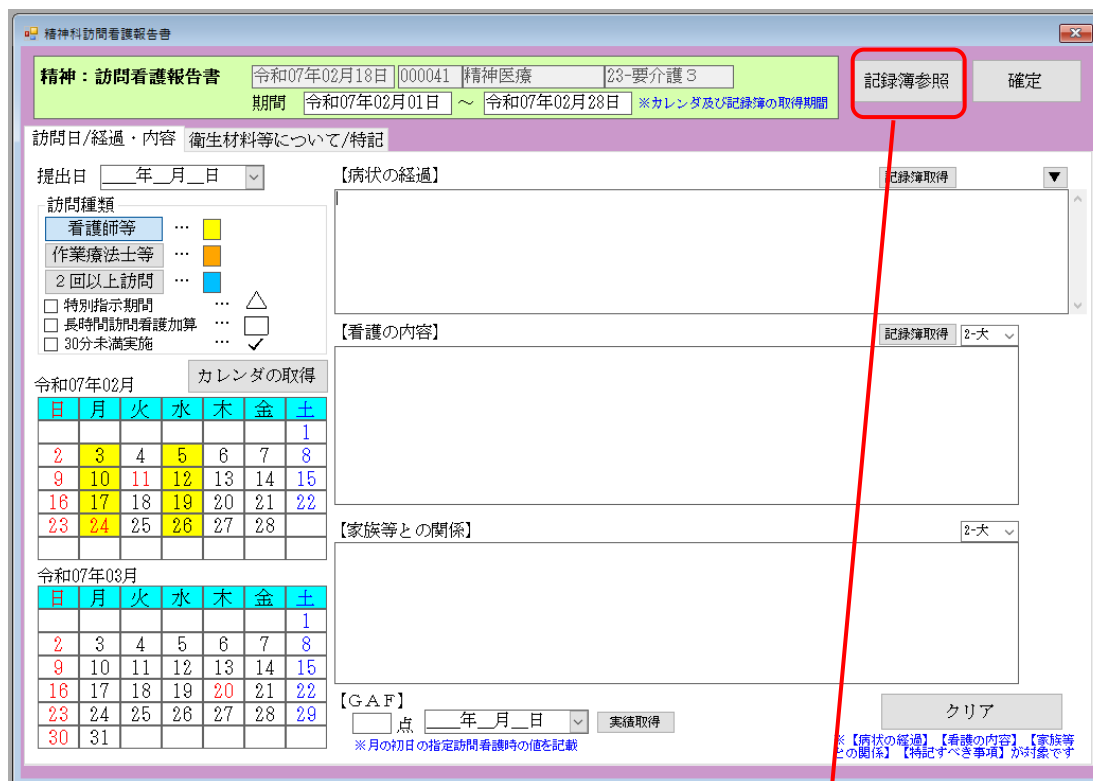 精神科訪問看護報告書
精神：訪問看護報告書 令和07年02月18日 000041 精神医療 23-要介護３
期間 令和07年02月01日 ～ 令和07年02月28日 ※カレンダ及び記録簿の取得期間
記録簿参照 確定
訪問日/経過・内容 衛生材料等について/特記
提出日 ___年__月__日
訪問種類
看護師等 …
作業療法士等 …
２回以上訪問 …
特別指示期間 … △
長時間訪問看護加算 …
30分未満実施 … ✓
カレンダの取得
令和07年02月
日 月 火 水 木 金 土
1
2 3 4 5 6 7 8
9 10 11 12 13 14 15
16 17 18 19 20 21 22
23 24 25 26 27 28
令和07年03月
日 月 火 水 木 金 土
1
2 3 4 5 6 7 8
9 10 11 12 13 14 15
16 17 18 19 20 21 22
23 24 25 26 27 28 29
30 31
【病状の経過】 記録簿取得 ▼
【看護の内容】 記録簿取得 2-大
【家族等との関係】 2-大
【ＧＡＦ】
点 ___年__月__日 実績取得
※月の初日の指定訪問看護時の値を記載
クリア
※【病状の経過】【看護の内容】【家族等
との関係】【特記すべき事項】が対象です